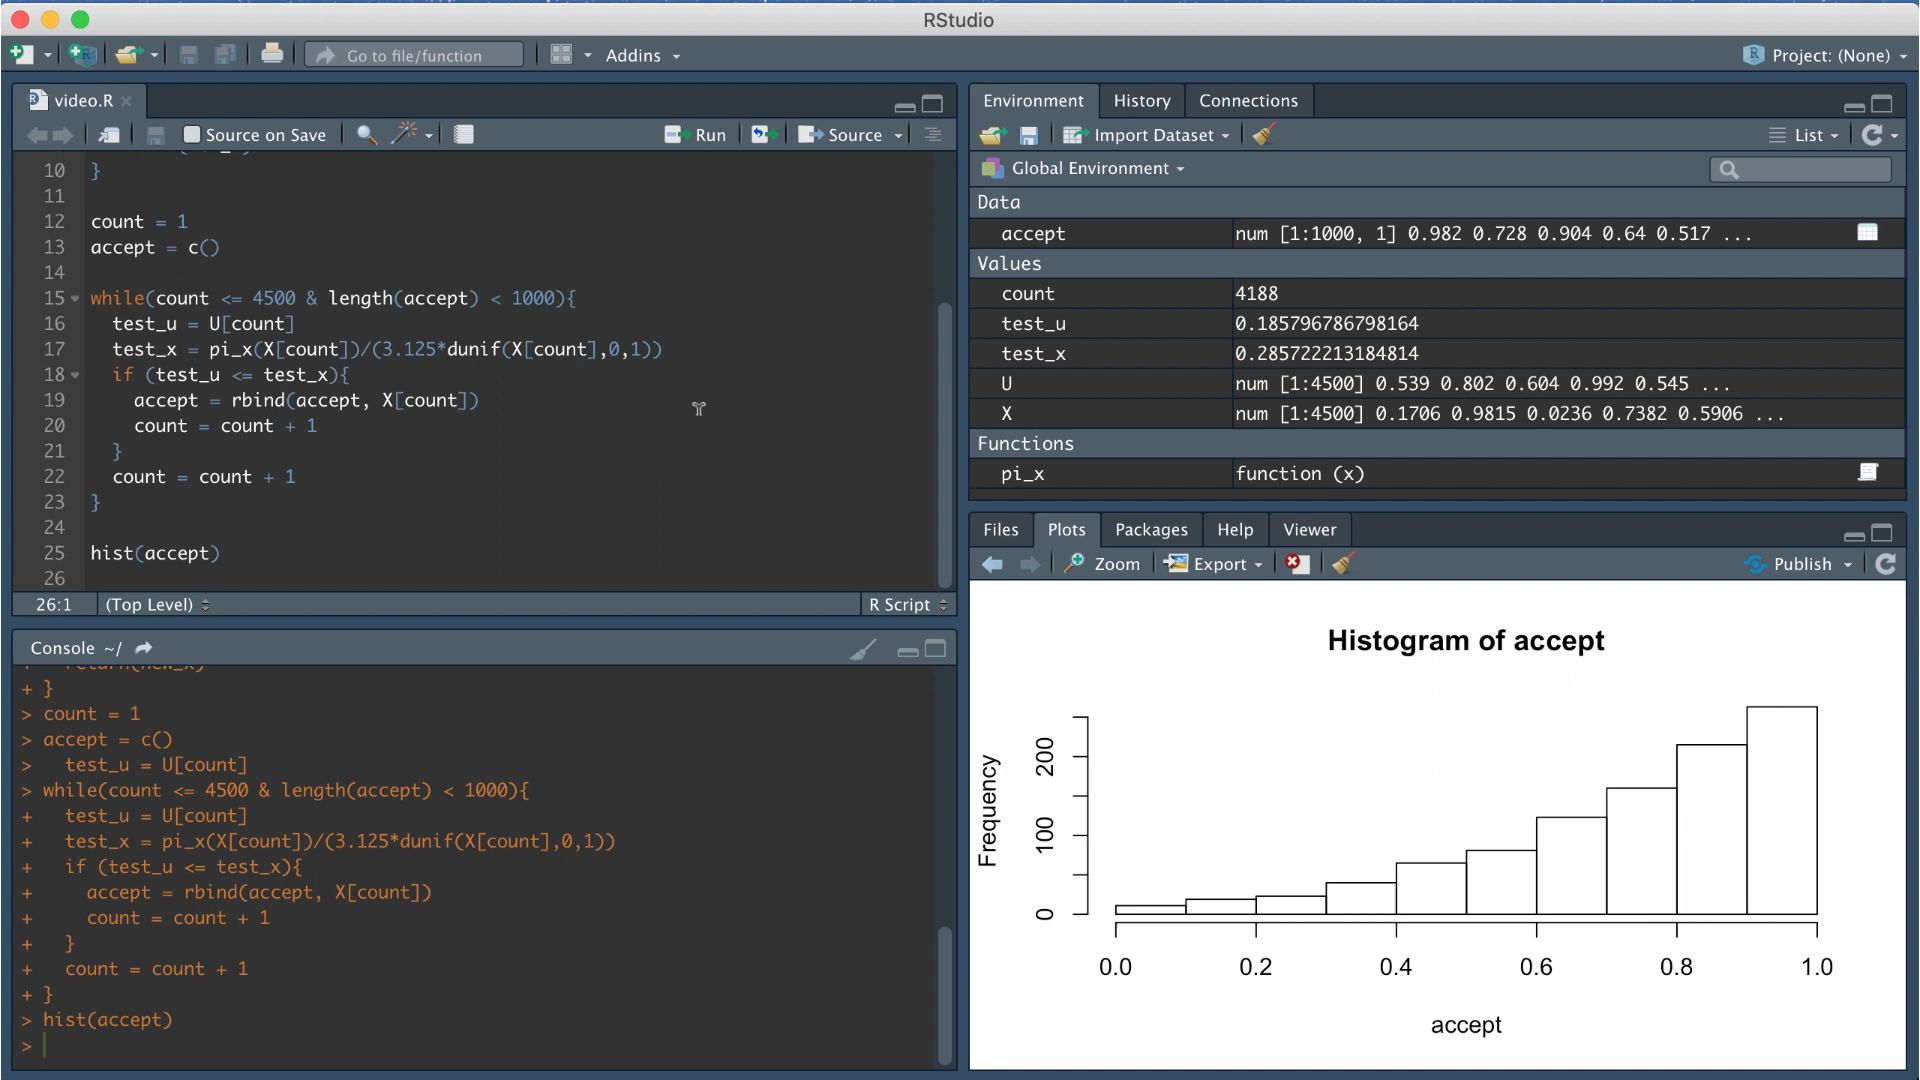 RStudio
Go to file/function
Addins
Project: (None)
video.R
Source on Save
Run
Source
10 }
11
12 count = 1
13 accept = c()
14
15 while(count <= 4500 & length(accept) < 1000){
16 test_u = U[count]
17 test_x = pi_x(X[count])/(3.125*dunif(X[count],0,1))
18 if (test_u <= test_x){
19 accept = rbind(accept, X[count])
20 count = count + 1
21 }
22 count = count + 1
23 }
24
25 hist(accept)
26
26:1 (Top Level) R Script
Console ~/
+ }
> count = 1
> accept = c()
> test_u = U[count]
> while(count <= 4500 & length(accept) < 1000){
+ test_u = U[count]
+ test_x = pi_x(X[count])/(3.125*dunif(X[count],0,1))
+ if (test_u <= test_x){
+ accept = rbind(accept, X[count])
+ count = count + 1
+ }
+ count = count + 1
+ }
> hist(accept)
>
Environment History Connections
Import Dataset
List
Global Environment
Data
accept num [1:1000, 1] 0.982 0.728 0.904 0.64 0.517 ...
Values
count 4188
test_u 0.185796786798164
test_x 0.285722213184814
U num [1:4500] 0.539 0.802 0.604 0.992 0.545 ...
X num [1:4500] 0.1706 0.9815 0.0236 0.7382 0.5906 ...
Functions
pi_x function (x)
Files Plots Packages Help Viewer
Zoom Export Publish
Histogram of accept
Frequency
200
100
0
0.0 0.2 0.4 0.6 0.8 1.0
accept